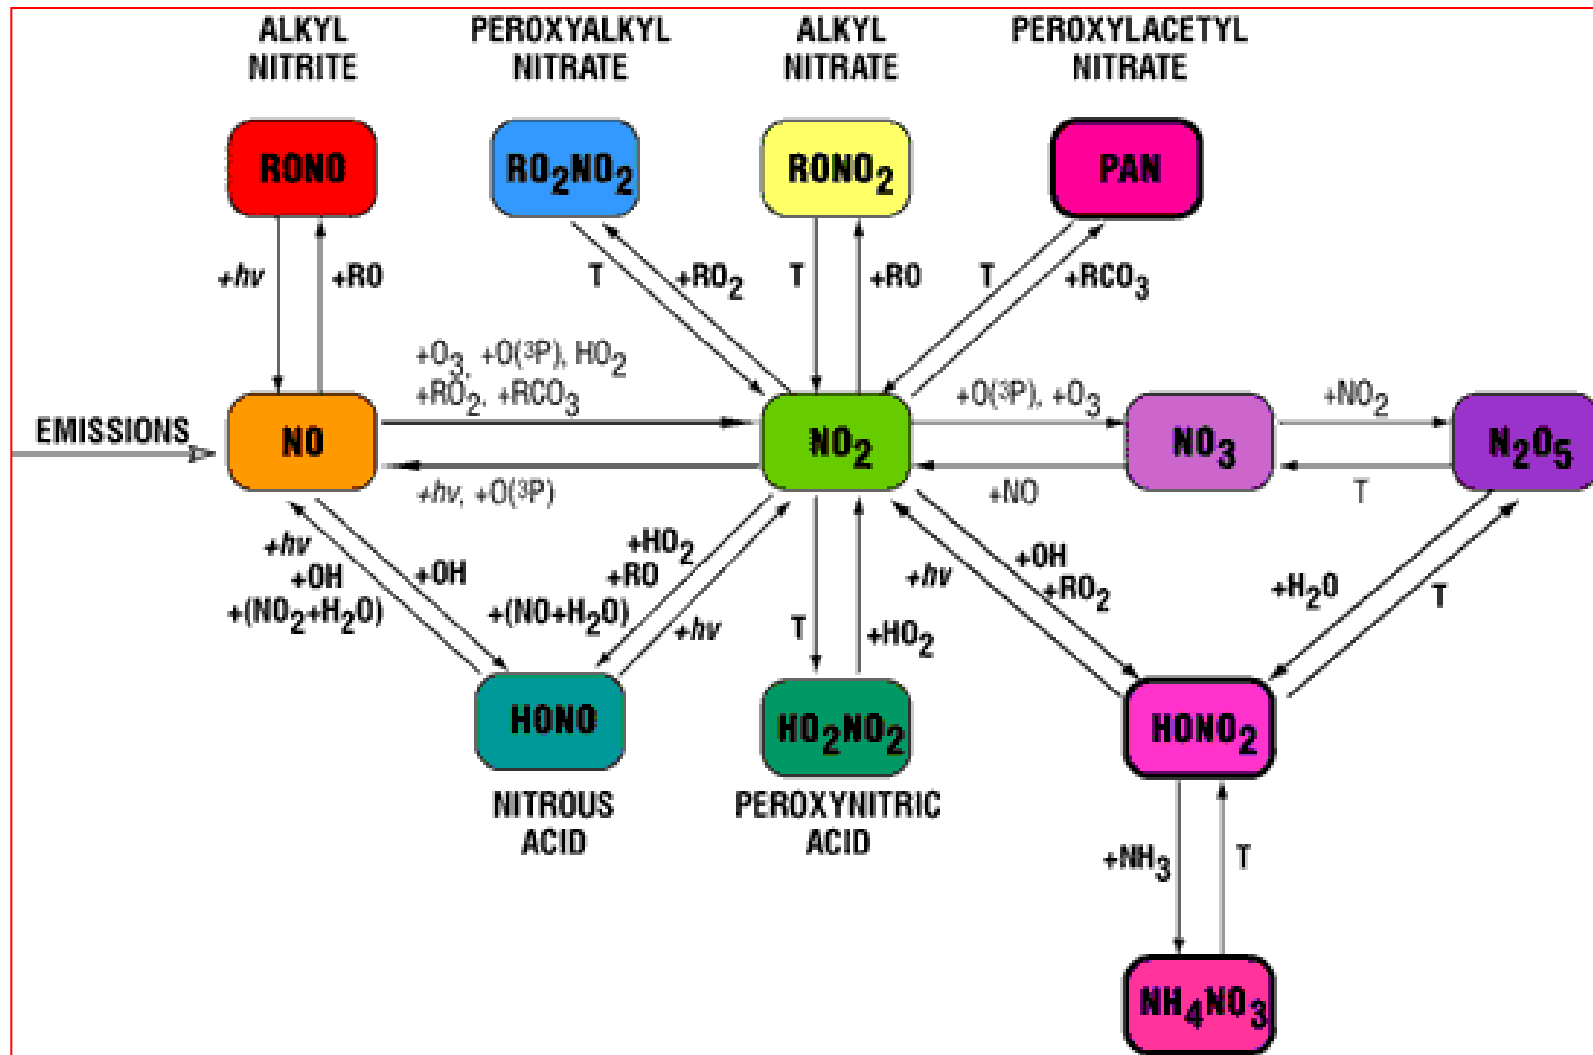 ALKYL
NITRITE
PEROXYALKYL
NITRATE
ALKYL
NITRATE
PEROXYLACETYL
NITRATE
RONO
RO₂NO₂
RONO₂
PAN
+hv
+RO
T
+RO₂
T
+RO
T
+RCO₃
+O₃, +O(³P), HO₂
+RO₂, +RCO₃
+O(³P), +O₃
+NO₂
EMISSIONS
NO
NO₂
NO₃
N₂O₅
+hv, +O(³P)
+NO
T
+hv
+OH
+(NO₂+H₂O)
+OH
+HO₂
+RO
+(NO+H₂O)
+hv
T
+HO₂
+hv
+OH
+RO₂
+H₂O
T
HONO
HO₂NO₂
HONO₂
NITROUS
ACID
PEROXYNITRIC
ACID
+NH₃
T
NH₄NO₃